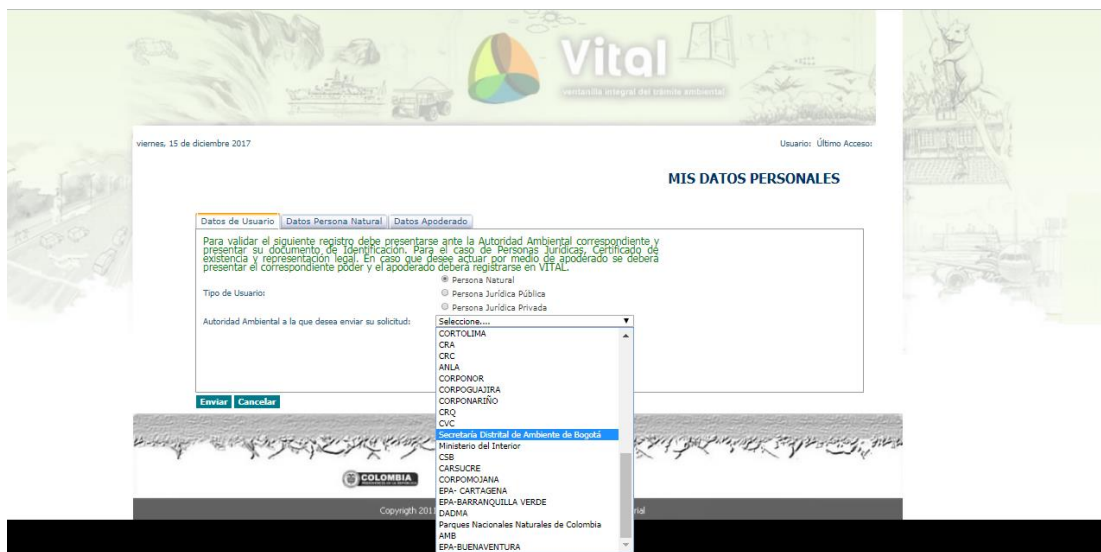 Vital
ventanilla integral del trámite ambiental
viernes, 15 de diciembre 2017
Usuario: Último Acceso:
MIS DATOS PERSONALES
Datos de Usuario
Datos Persona Natural
Datos Apoderado
Para validar el siguiente registro debe presentarse ante la Autoridad Ambiental correspondiente y
presentar su documento de Identificación. Para el caso de Personas Jurídicas, Certificado de
existencia y representación legal. En caso que desee actuar por medio de apoderado se deberá
presentar el correspondiente poder y el apoderado deberá registrarse en VITAL.
Tipo de Usuario:
Persona Natural
Persona Jurídica Pública
Persona Jurídica Privada
Autoridad Ambiental a la que desea enviar su solicitud:
Seleccione....
CORTOLIMA
CRA
CRC
ANLA
CORPONOR
CORPOGUAJIRA
CORPONARIÑO
CRQ
CVC
Secretaría Distrital de Ambiente de Bogotá
Ministerio del Interior
CSB
CARSUCRE
CORPOMOJANA
EPA- CARTAGENA
EPA-BARRANQUILLA VERDE
DADMA
Parques Nacionales Naturales de Colombia
AMB
EPA-BUENAVENTURA
Enviar
Cancelar
COLOMBIA
Copyrigth 201
rial